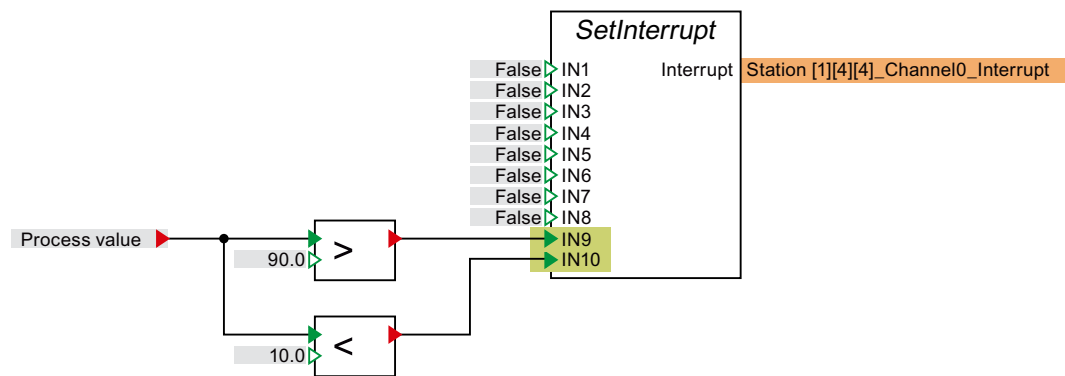 SetInterrupt
False IN1 Interrupt Station [1][4][4]_Channel0_Interrupt
False IN2
False IN3
False IN4
False IN5
False IN6
False IN7
False IN8
Process value > IN9
90.0 IN10
<
10.0